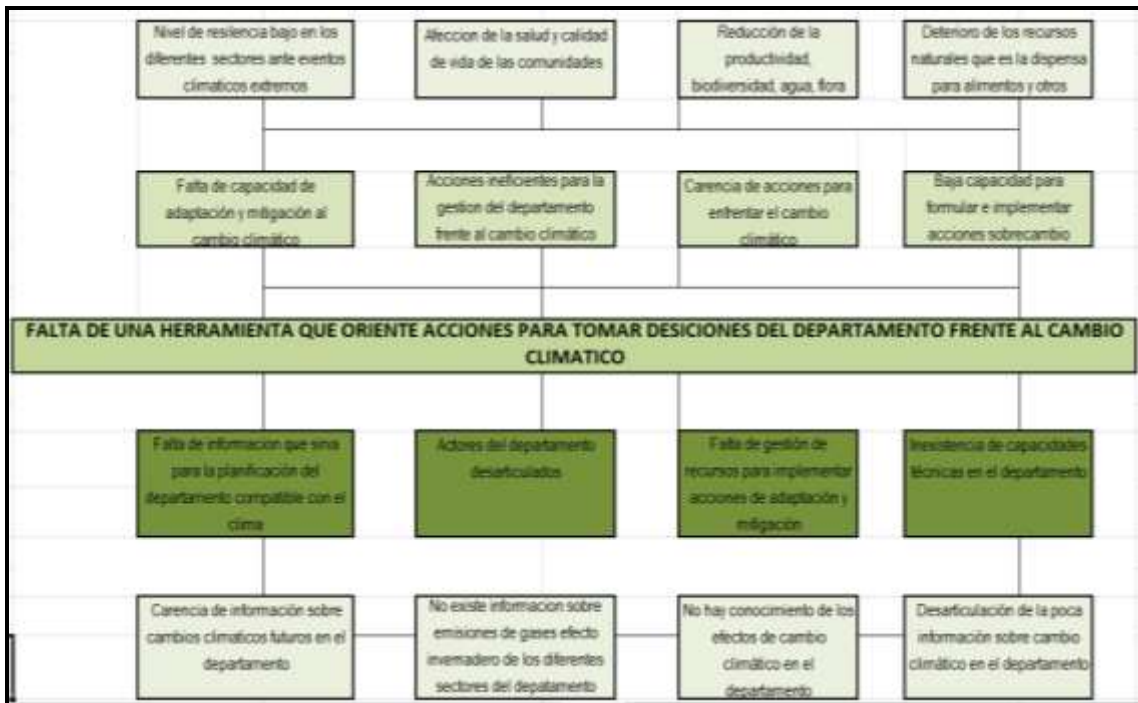 Nivel de resilencia bajo en los
diferentes sectores ante eventos
climaticos extremos
Afeccion de la salud y calidad
de vida de las comunidades
Reducción de la
productividad,
biodiversidad, agua, flora
Deterioro de los recursos
naturales que es la dispensa
para alimentos y otros
Falta de capacidad de
adaptación y mitigación al
cambio climático
Acciones ineficientes para la
gestion del departamento
frente al cambio climático
Carencia de acciones para
enfrentar el cambio
climático
Baja capacidad para
formular e implementar
acciones sobrecambio
FALTA DE UNA HERRAMIENTA QUE ORIENTE ACCIONES PARA TOMAR DESICIONES DEL DEPARTAMENTO FRENTE AL CAMBIO
CLIMATICO
Falta de informacion que sirva
para la planificación del
departamento compatible con el
clima
Actores del departamento
desarticulados
Falta de gestión de
recursos para implementar
acciones de adaptación y
mitigación
Inexistencia de capacidades
técnicas en el departamento
Carencia de información sobre
cambios climaticos futuros en el
departamento
No existe informacion sobre
emisiones de gases efecto
invernadero de los diferentes
sectores del depatamento
No hay conocimiento de los
efectos de cambio
climático en el
departamento
Desarticulación de la poca
información sobre cambio
climático en el departamento